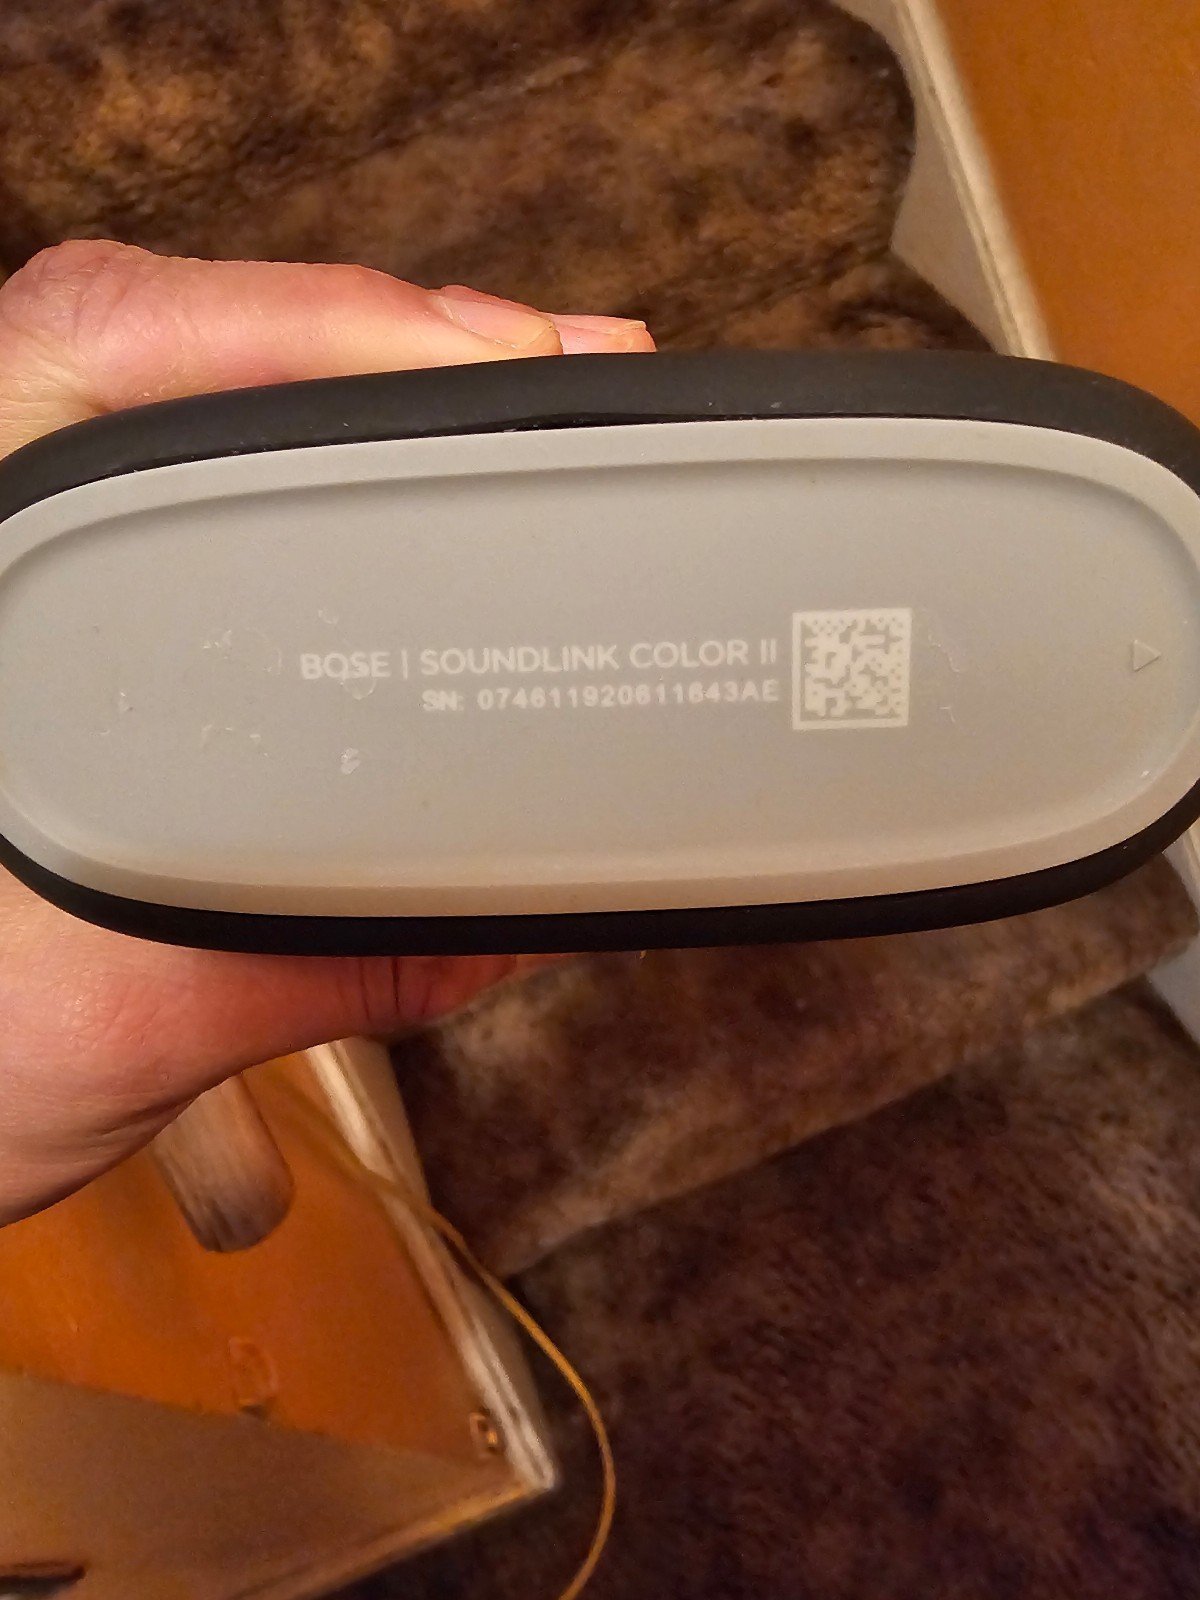 BOSE | SOUNDLINK COLOR II
SN: 074611920611643AE